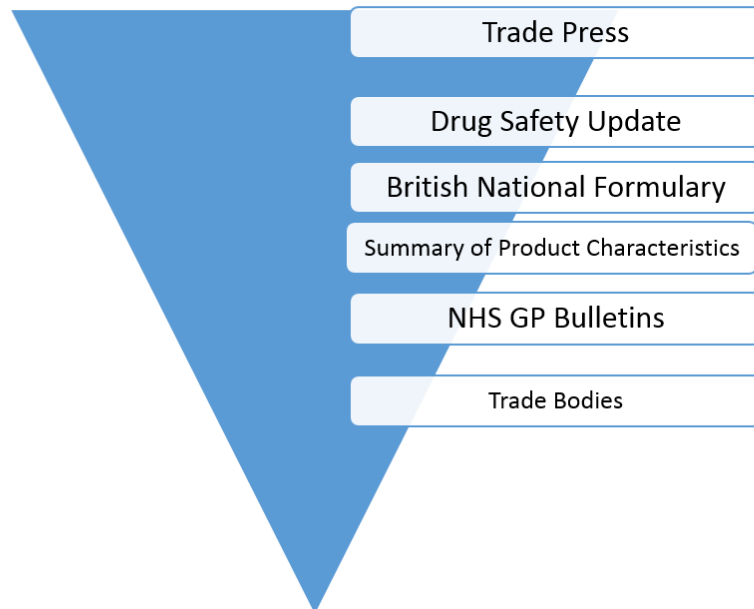 Trade Press
Drug Safety Update
British National Formulary
Summary of Product Characteristics
NHS GP Bulletins
Trade Bodies